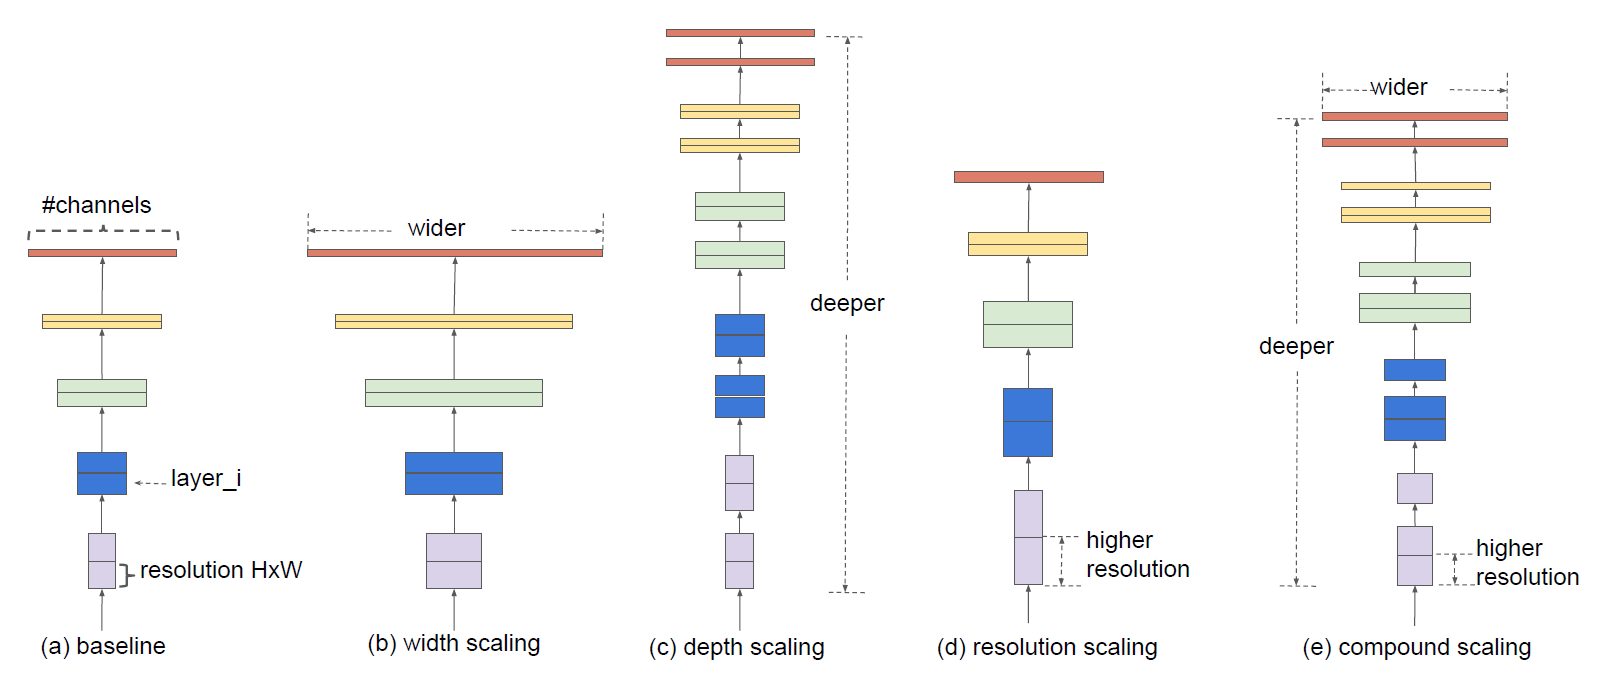 #channels
layer_i
resolution HxW
(a) baseline
wider
(b) width scaling
deeper
(c) depth scaling
higher
resolution
(d) resolution scaling
wider
deeper
higher
resolution
(e) compound scaling